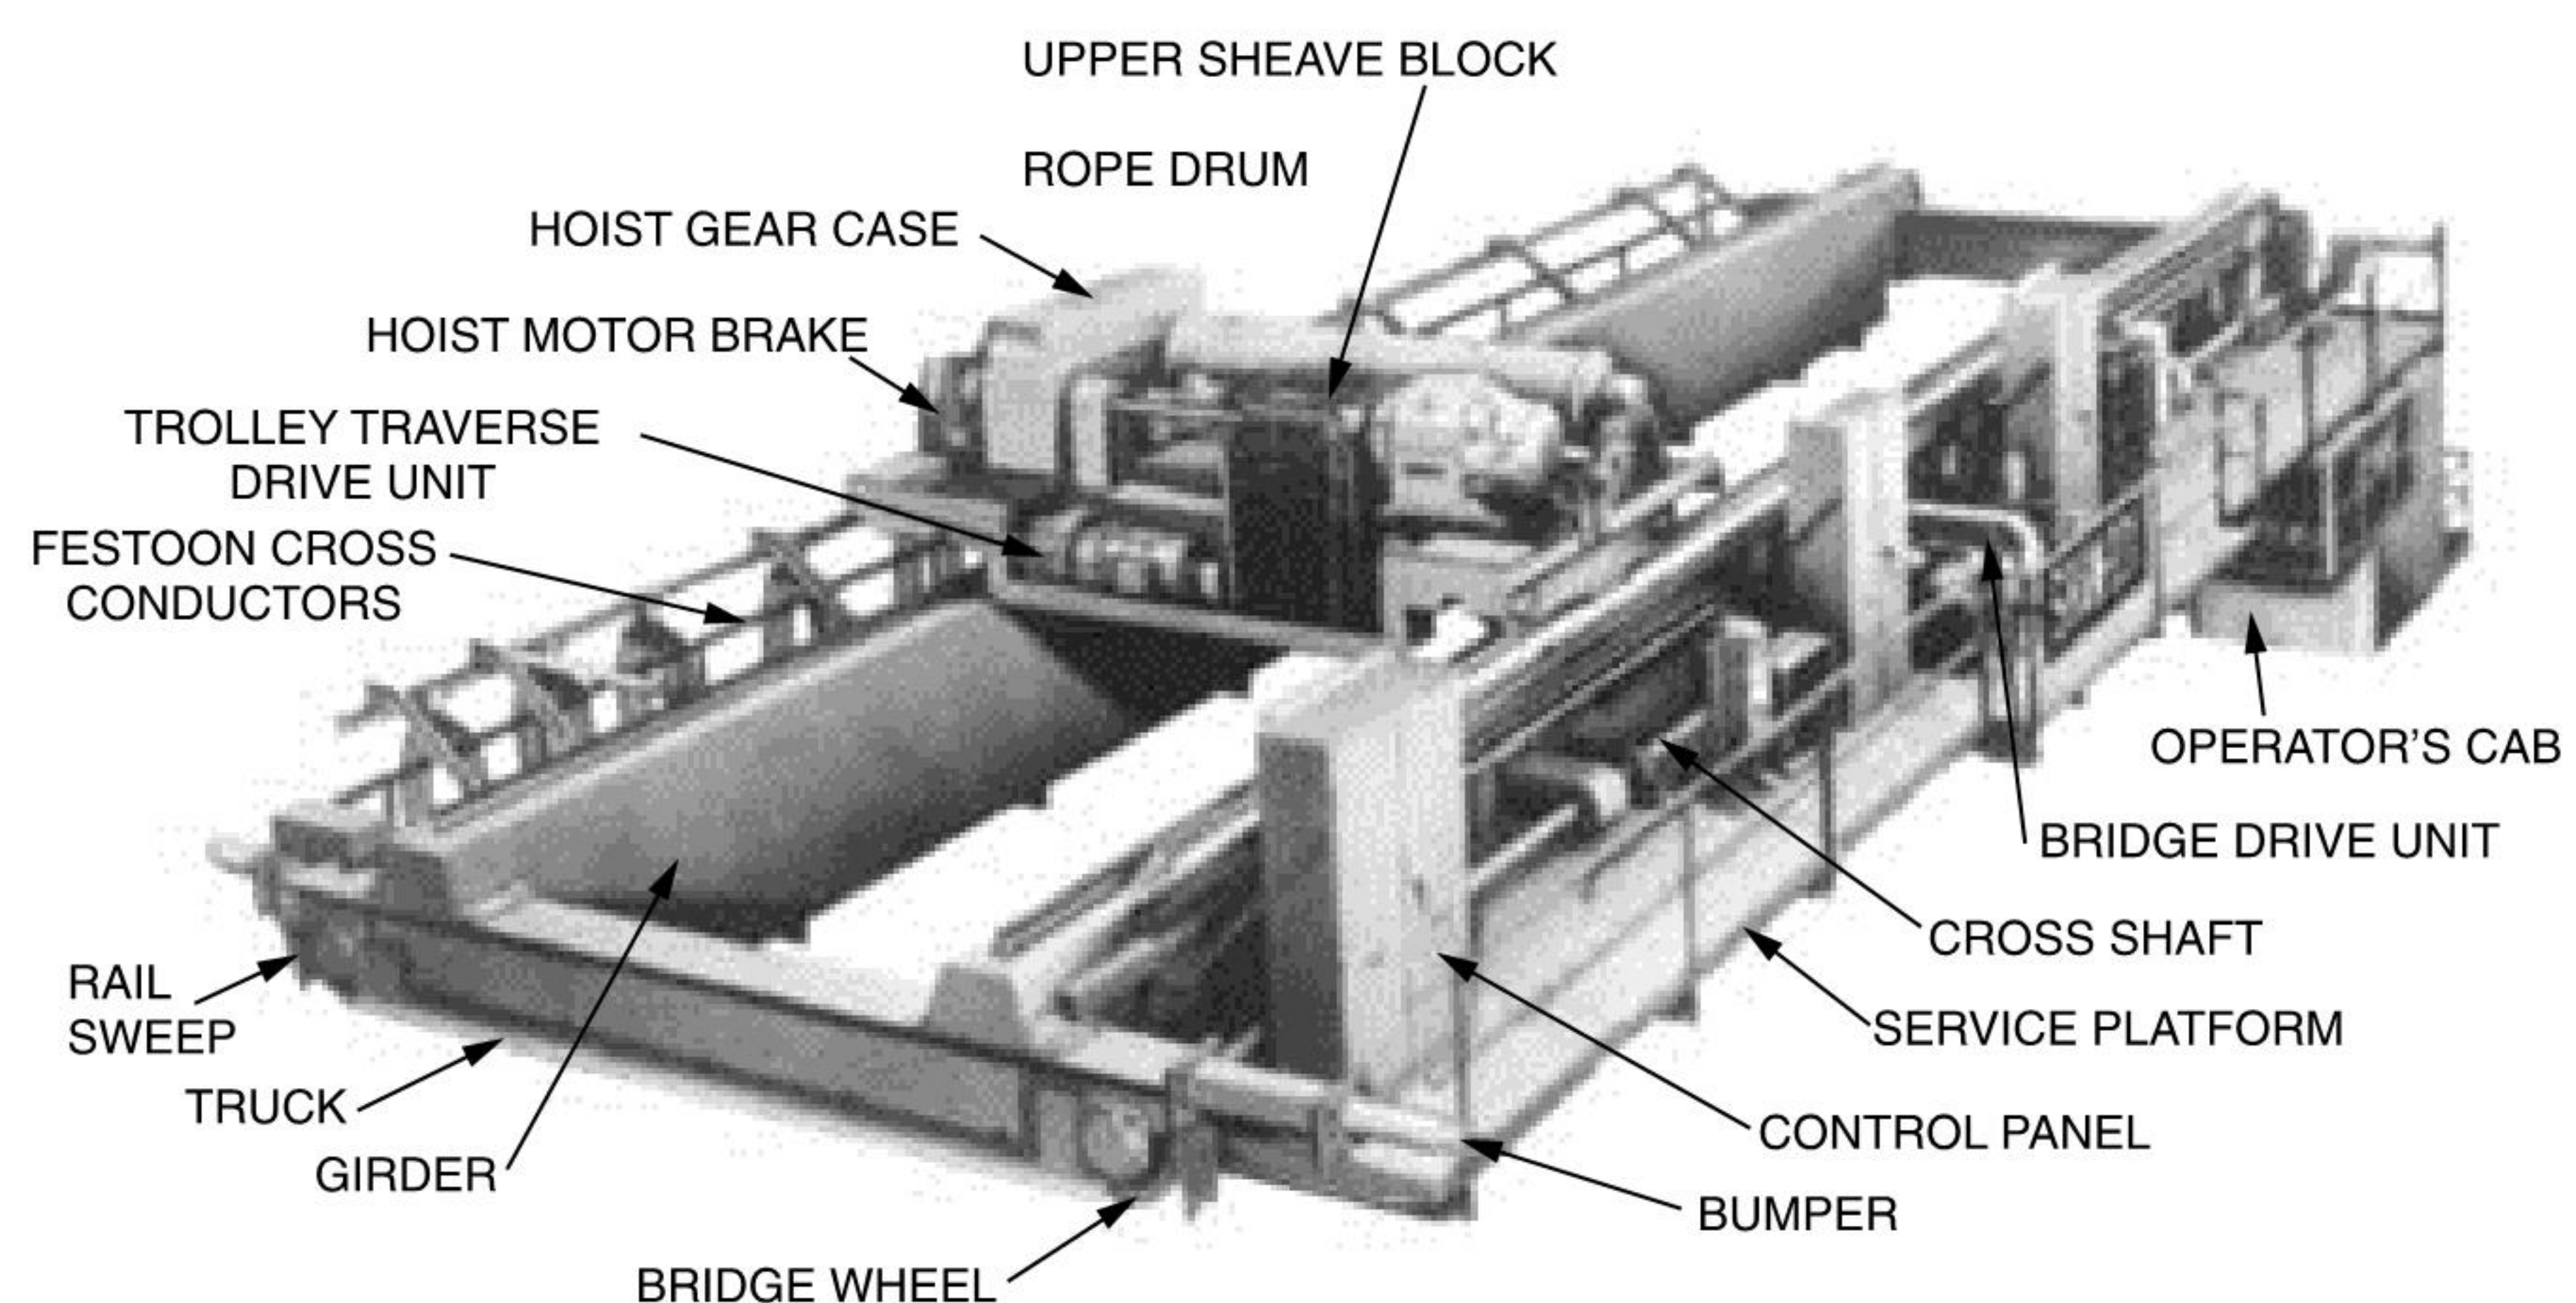 UPPER SHEAVE BLOCK
ROPE DRUM
HOIST GEAR CASE
HOIST MOTOR BRAKE
TROLLEY TRAVERSE
DRIVE UNIT
FESTOON CROSS
CONDUCTORS
OPERATOR'S CAB
BRIDGE DRIVE UNIT
CROSS SHAFT
RAIL
SWEEP
SERVICE PLATFORM
TRUCK
CONTROL PANEL
GIRDER
BUMPER
BRIDGE WHEEL